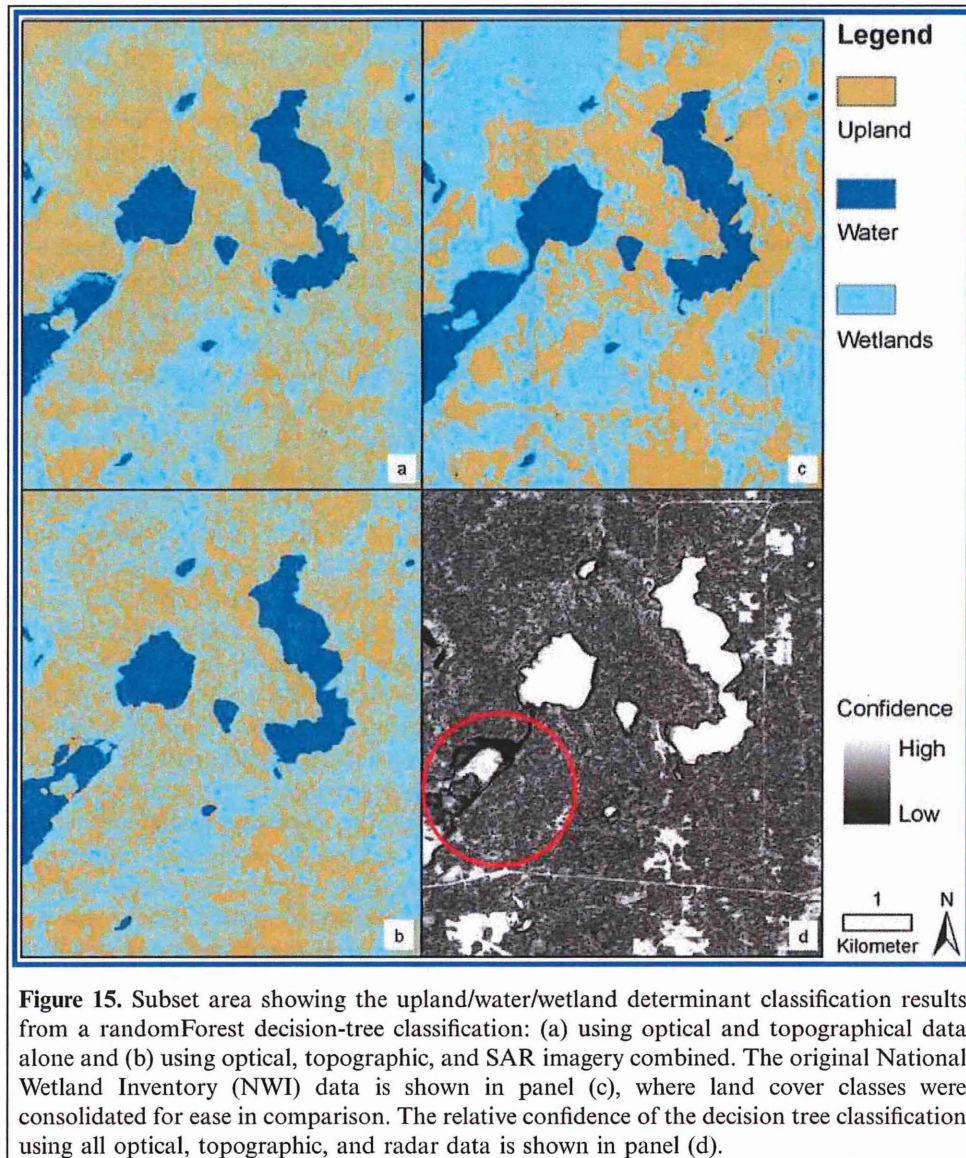 Legend
Upland
Water
Wetlands
a
c
b
d
Confidence
High
Low
1
Kilometer
N
Figure 15. Subset area showing the upland/water/wetland determinant classification results
from a randomForest decision-tree classification: (a) using optical and topographical data
alone and (b) using optical, topographic, and SAR imagery combined. The original National
Wetland Inventory (NWI) data is shown in panel (c), where land cover classes were
consolidated for ease in comparison. The relative confidence of the decision tree classification
using all optical, topographic, and radar data is shown in panel (d).